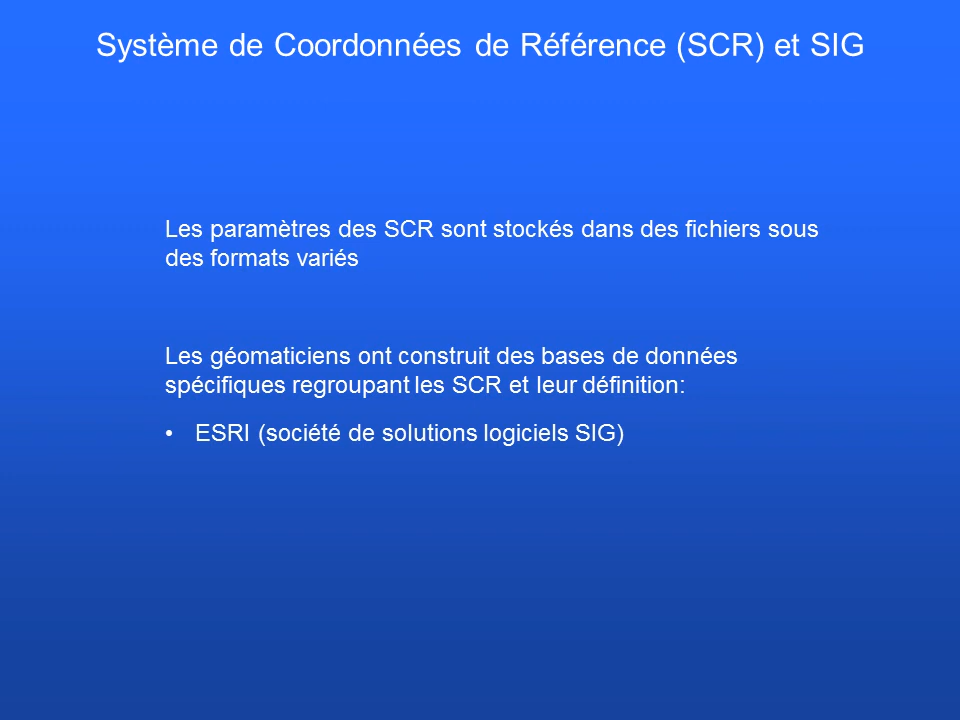 Système de Coordonnées de Référence (SCR) et SIG
Les paramètres des SCR sont stockés dans des fichiers sous
des formats variés
Les géomaticiens ont construit des bases de données
spécifiques regroupant les SCR et leur définition:
• ESRI (société de solutions logiciels SIG)